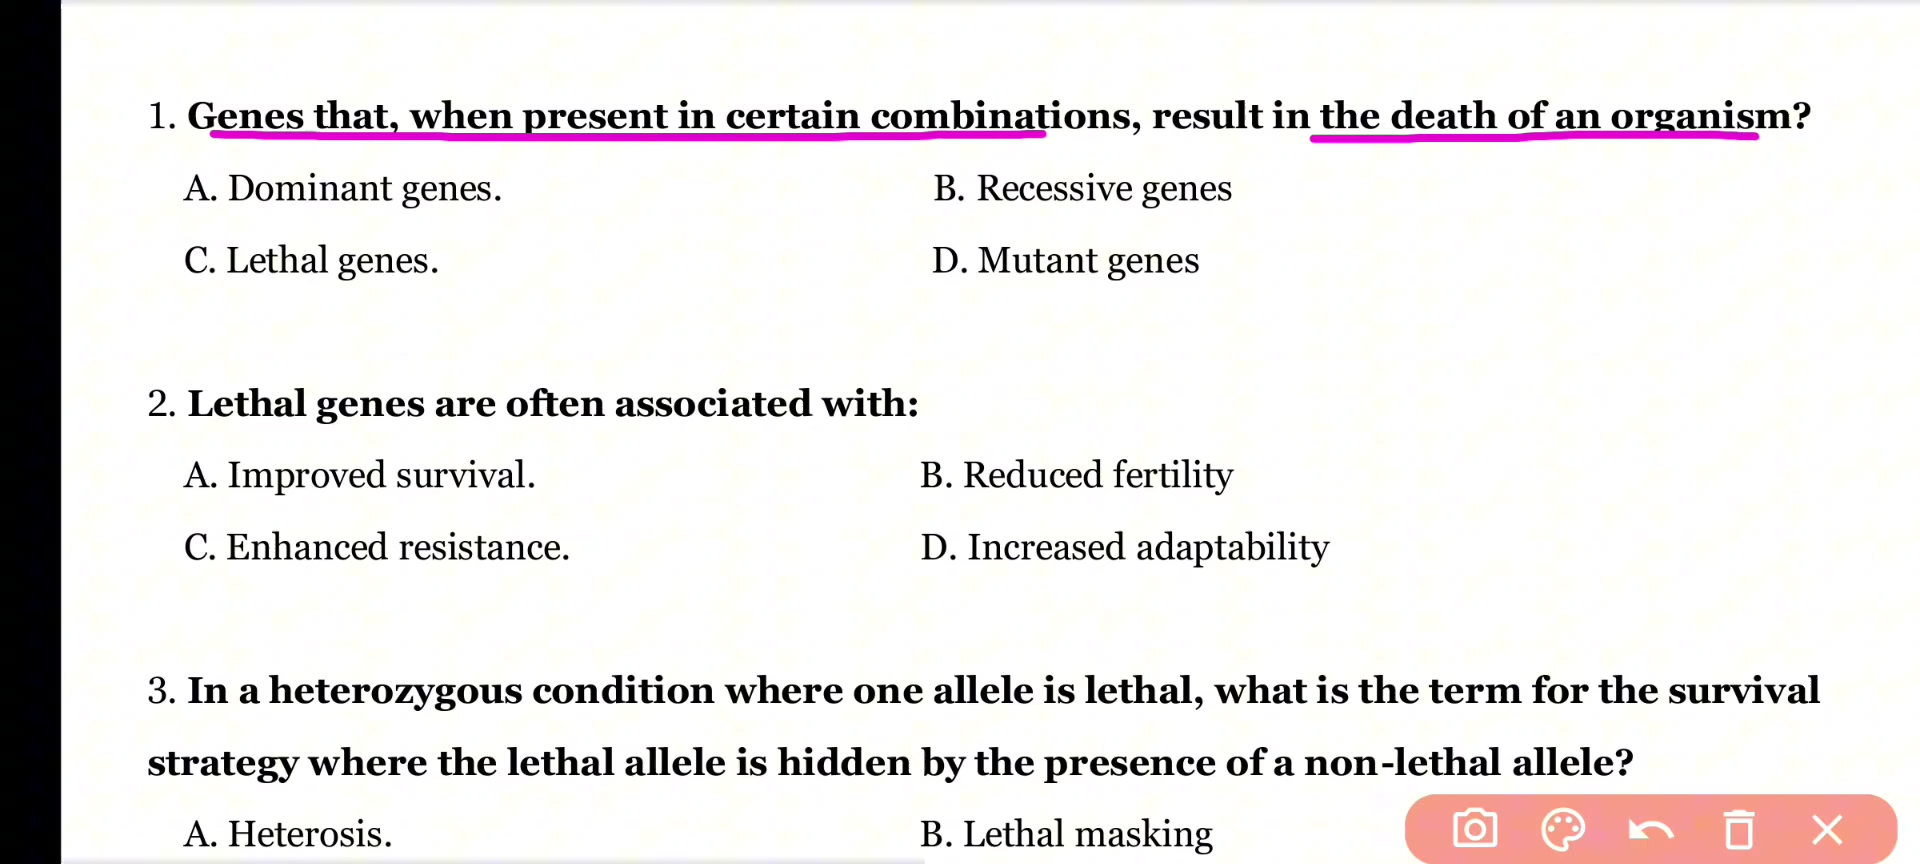 1. Genes that, when present in certain combinations, result in the death of an organism?
A. Dominant genes. B. Recessive genes
C. Lethal genes. D. Mutant genes
2. Lethal genes are often associated with:
A. Improved survival. B. Reduced fertility
C. Enhanced resistance. D. Increased adaptability
3. In a heterozygous condition where one allele is lethal, what is the term for the survival
strategy where the lethal allele is hidden by the presence of a non-lethal allele?
A. Heterosis. B. Lethal masking